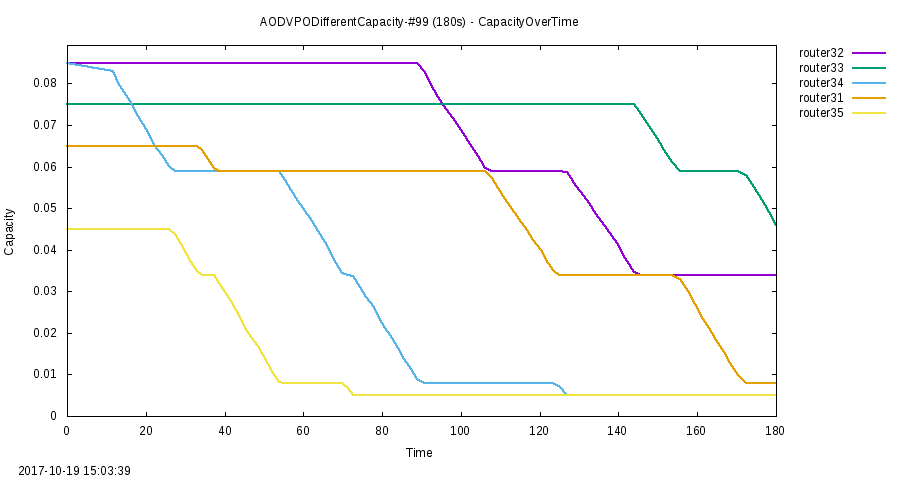 AODVPODifferentCapacity-#99 (180s) - CapacityOverTime
router32
router33
router34
router31
router35
Capacity
0.08
0.07
0.06
0.05
0.04
0.03
0.02
0.01
0
0 20 40 60 80 100 120 140 160 180
Time
2017-10-19 15:03:39